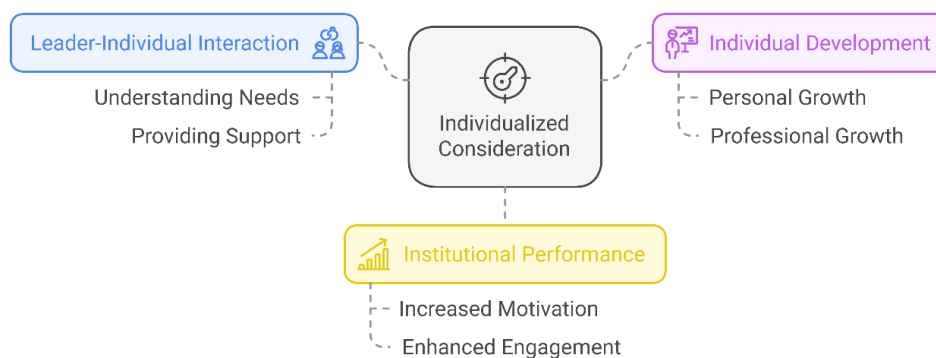 Leader-Individual Interaction
Understanding Needs
Providing Support
Individualized
Consideration
Individual Development
Personal Growth
Professional Growth
Institutional Performance
Increased Motivation
Enhanced Engagement